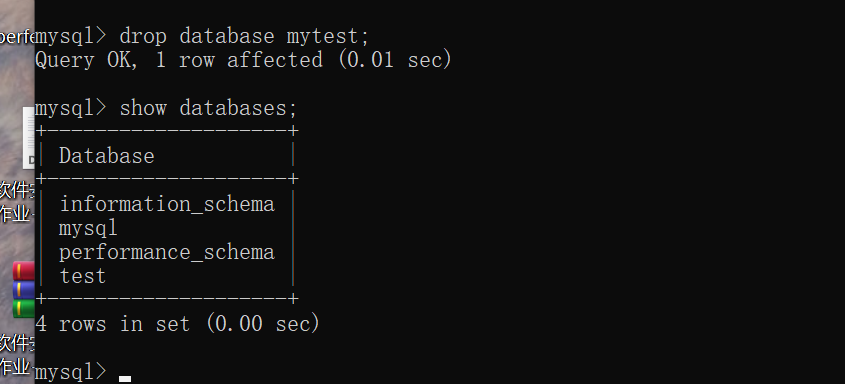 mysql> drop database mytest;
Query OK, 1 row affected (0.01 sec)
mysql> show databases;
+--------------------+
| Database           |
+--------------------+
| information_schema |
| mysql              |
| performance_schema |
| test               |
+--------------------+
4 rows in set (0.00 sec)
mysql>
软件
作业
软件
作业